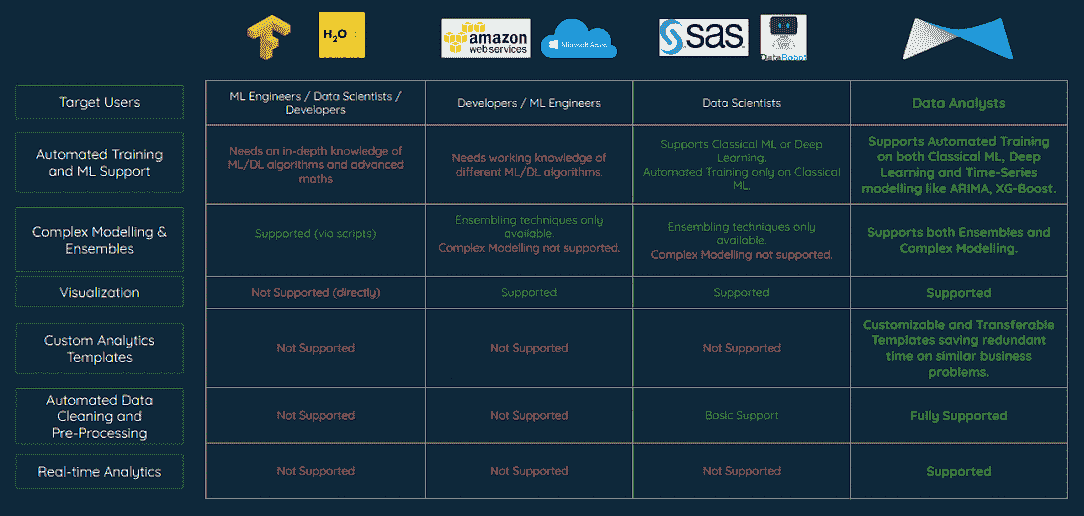 H2O
amazon
webservices
Microsoft Azure
sas
DataRobot
Target Users
ML Engineers / Data Scientists /
Developers
Developers / ML Engineers
Data Scientists
Data Analysts
Automated Training
and ML Support
Needs an in-depth knowledge of
ML/DL algorithms and advanced
maths
Needs working knowledge of
different ML/DL algorithms.
Supports Classical ML or Deep
Learning.
Automated Training only on Classical
ML.
Supports Automated Training
on both Classical ML, Deep
Learning and Time-Series
modelling like ARIMA, XG-Boost.
Complex Modelling &
Ensembles
Supported (via scripts)
Ensembling techniques only
available.
Complex Modelling not supported.
Ensembling techniques only
available.
Complex Modelling not supported.
Supports both Ensembles and
Complex Modelling.
Visualization
Not Supported (directly)
Supported
Supported
Supported
Custom Analytics
Templates
Not Supported
Not Supported
Not Supported
Customizable and Transferable
Templates saving redundant
time on similar business
problems.
Automated Data
Cleaning and
Pre-Processing
Not Supported
Not Supported
Basic Support
Fully Supported
Real-time Analytics
Not Supported
Not Supported
Not Supported
Supported